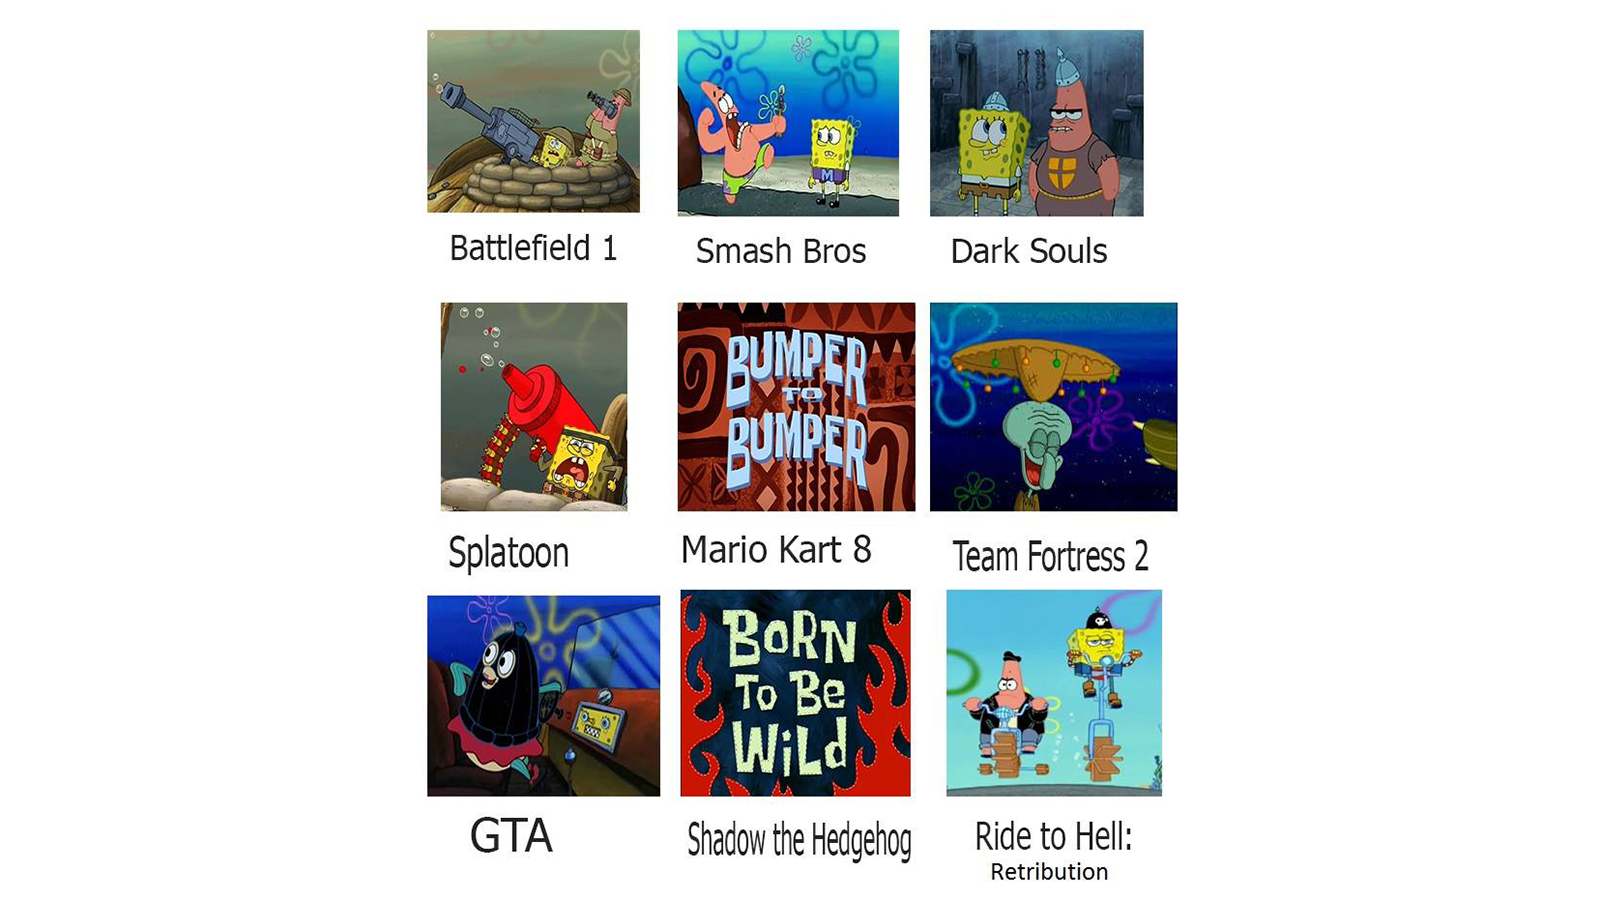 Battlefield 1
Smash Bros
Dark Souls
M
BUMPER
TO
BUMPER
Splatoon
Mario Kart 8
Team Fortress 2
BORN
To BE
WiLd
GTA
Shadow the Hedgehog
Ride to Hell:
Retribution